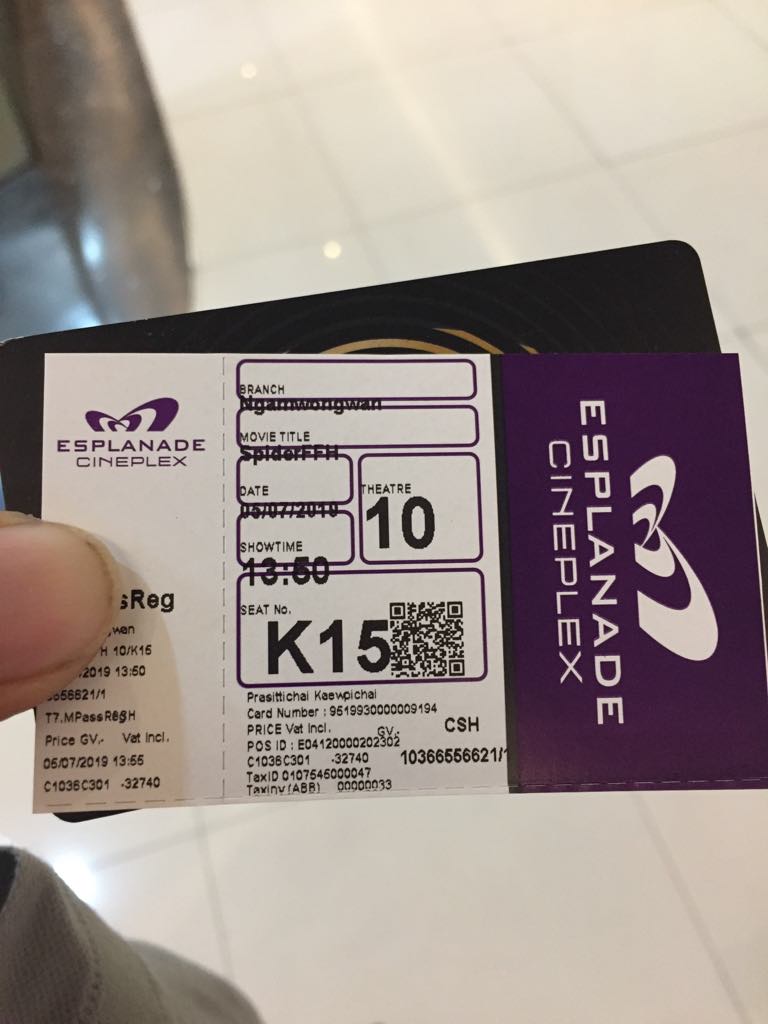 ESPLANADE
CINEPLEX
sReg
wan
H 10/K15
2019 13:50
6621/1
T7.MPassRegH
Price GV.- Vat Incl.
05/07/2019 13:55
C1036C301 -32740
BRANCH
Ngamwongwan
MOVIE TITLE
SpiderFFH
DATE
05/07/2019
THEATRE
10
SHOWTIME
13:50
SEAT No.
K15
Prasittichai Kaewpichai
Card Number : 9519930000009194
PRICE Vat Incl. GV.- CSH
POS ID : E04120000202302
C1036C301 -32740 10366556621/1
TaxID 0107545000047
TaxInv(ABB) 00000033
ESPLANADE
CINEPLEX